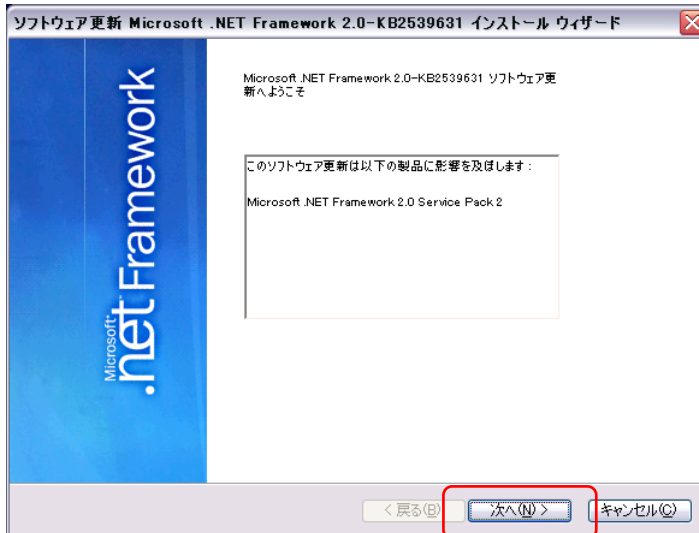 ソフトウェア更新 Microsoft .NET Framework 2.0-KB2539631 インストール ウィザード
Microsoft .NET Framework 2.0-KB2539631 ソフトウェア更
新へようこそ
このソフトウェア更新は以下の製品に影響を及ぼします :
Microsoft .NET Framework 2.0 Service Pack 2
Microsoft .net Framework
< 戻る(B) 次へ(N) > キャンセル(C)